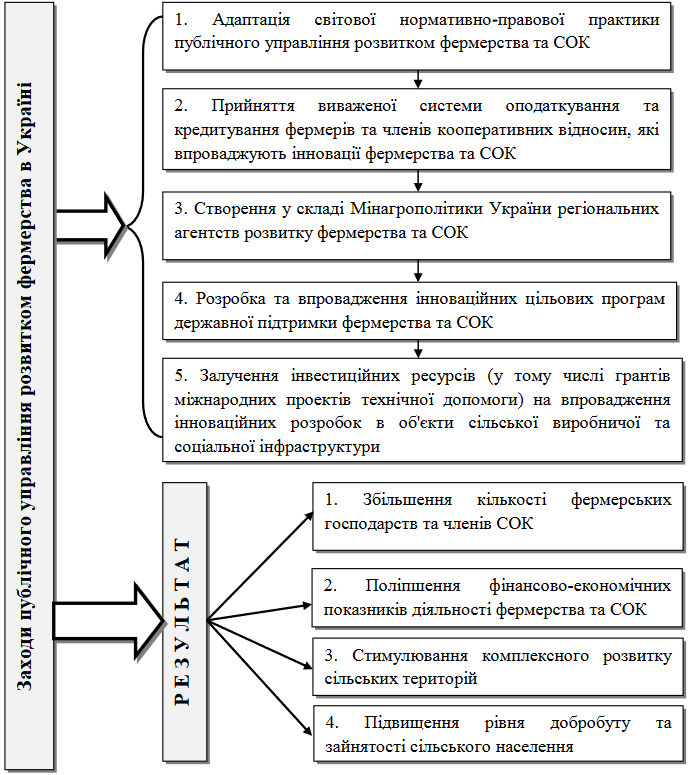 Заходи публічного управління розвитком фермерства в Україні
1. Адаптація світової нормативно-правової практики
публічного управління розвитком фермерства та СОК
2. Прийняття виваженої системи оподаткування та
кредитування фермерів та членів кооперативних відносин, які
впроваджують інновації фермерства та СОК
3. Створення у складі Мінагрополітики України регіональних
агентств розвитку фермерства та СОК
4. Розробка та впровадження інноваційних цільових програм
державної підтримки фермерства та СОК
5. Залучення інвестиційних ресурсів (у тому числі грантів
міжнародних проектів технічної допомоги) на впровадження
інноваційних розробок в об'єкти сільської виробничої та
соціальної інфраструктури
РЕЗУЛЬТАТ
1. Збільшення кількості фермерських
господарств та членів СОК
2. Поліпшення фінансово-економічних
показників діяльності фермерства та СОК
3. Стимулювання комплексного розвитку
сільських територій
4. Підвищення рівня добробуту та
зайнятості сільського населення